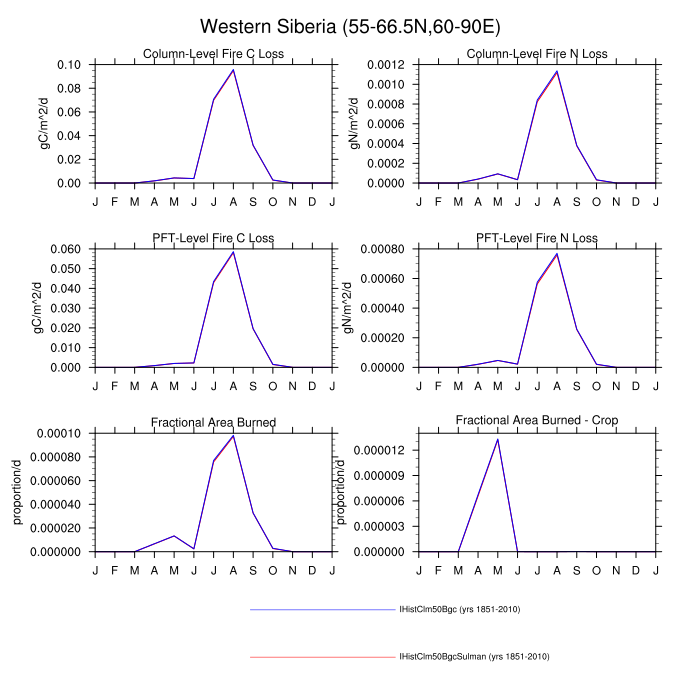 Western Siberia (55-66.5N,60-90E)
Column-Level Fire C Loss
gC/m^2/d
0.10
0.08
0.06
0.04
0.02
0.00
J F M A M J J A S O N D J
Column-Level Fire N Loss
gN/m^2/d
0.0012
0.0010
0.0008
0.0006
0.0004
0.0002
0.0000
J F M A M J J A S O N D J
PFT-Level Fire C Loss
gC/m^2/d
0.060
0.050
0.040
0.030
0.020
0.010
0.000
J F M A M J J A S O N D J
PFT-Level Fire N Loss
gN/m^2/d
0.00080
0.00060
0.00040
0.00020
0.00000
J F M A M J J A S O N D J
Fractional Area Burned
proportion/d
0.00010
0.000080
0.000060
0.000040
0.000020
0.000000
J F M A M J J A S O N D J
Fractional Area Burned - Crop
proportion/d
0.000012
0.000009
0.000006
0.000003
0.000000
J F M A M J J A S O N D J
IHistClm50Bgc (yrs 1851-2010)
IHistClm50BgcSulman (yrs 1851-2010)